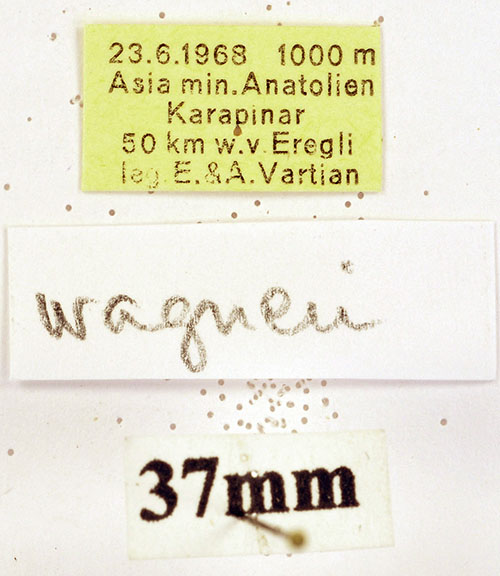 23.6.1968 1000 m
Asia min.Anatolien
Karapinar
50 km w.v.Eregli
leg.E.&A.Vartian
wagneri
37mm